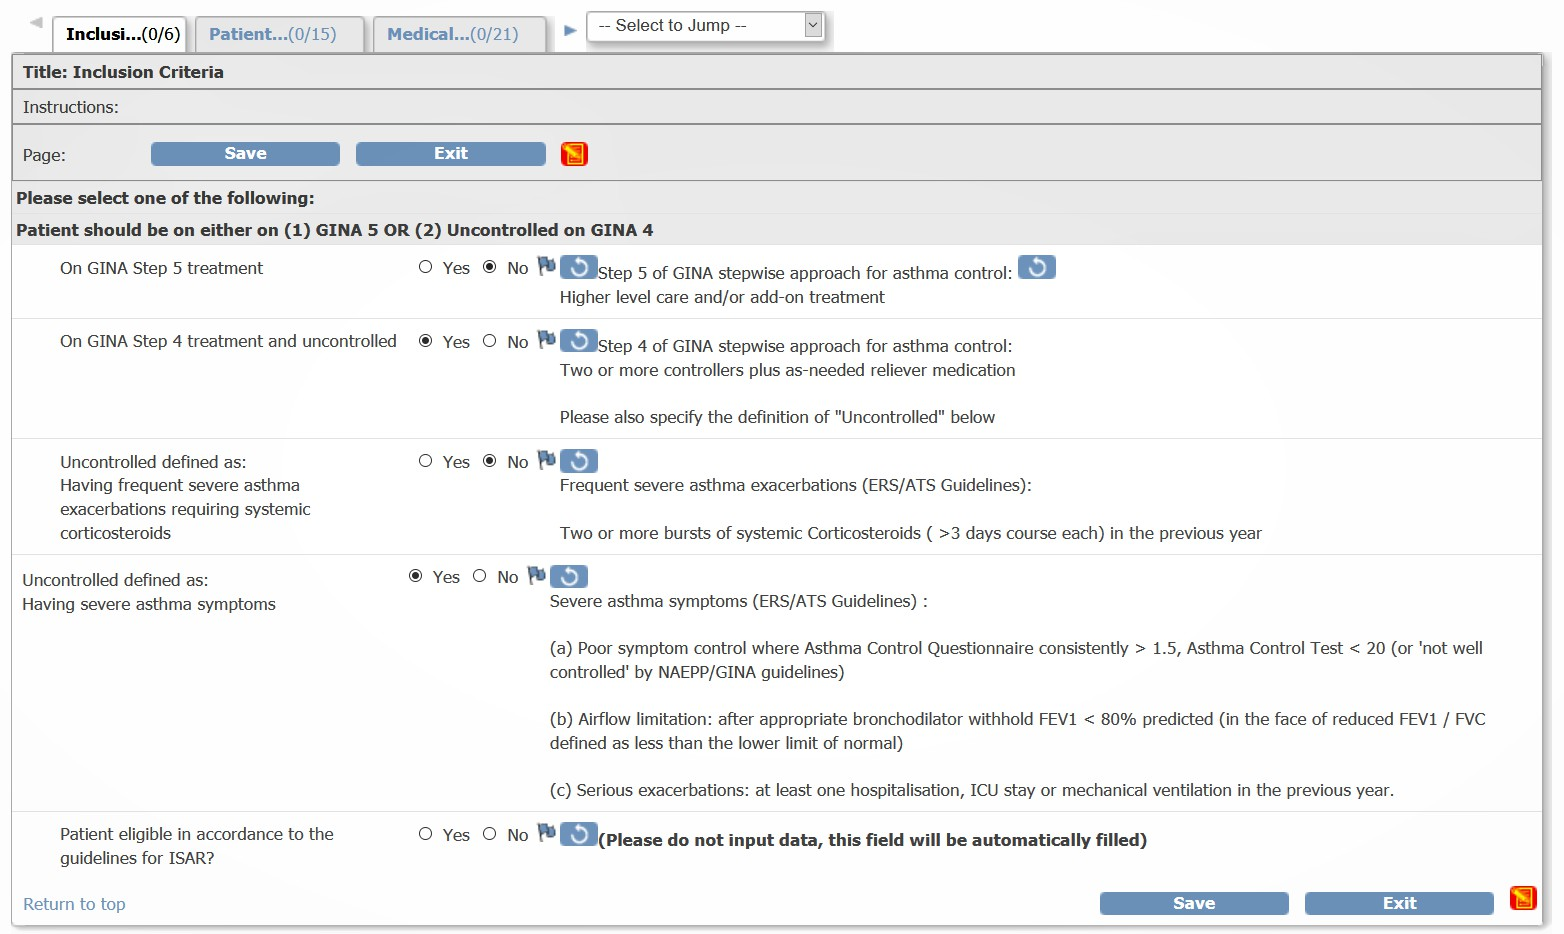 Inclusi...(0/6) Patient...(0/15) Medical...(0/21) -- Select to Jump --
Title: Inclusion Criteria
Instructions:
Page: Save Exit
Please select one of the following:
Patient should be on either on (1) GINA 5 OR (2) Uncontrolled on GINA 4
On GINA Step 5 treatment Yes No Step 5 of GINA stepwise approach for asthma control:
Higher level care and/or add-on treatment
On GINA Step 4 treatment and uncontrolled Yes No Step 4 of GINA stepwise approach for asthma control:
Two or more controllers plus as-needed reliever medication
Please also specify the definition of "Uncontrolled" below
Uncontrolled defined as: Yes No
Having frequent severe asthma Frequent severe asthma exacerbations (ERS/ATS Guidelines):
exacerbations requiring systemic
corticosteroids Two or more bursts of systemic Corticosteroids ( >3 days course each) in the previous year
Uncontrolled defined as: Yes No
Having severe asthma symptoms Severe asthma symptoms (ERS/ATS Guidelines) :
(a) Poor symptom control where Asthma Control Questionnaire consistently > 1.5, Asthma Control Test < 20 (or 'not well
controlled' by NAEPP/GINA guidelines)
(b) Airflow limitation: after appropriate bronchodilator withhold FEV1 < 80% predicted (in the face of reduced FEV1 / FVC
defined as less than the lower limit of normal)
(c) Serious exacerbations: at least one hospitalisation, ICU stay or mechanical ventilation in the previous year.
Patient eligible in accordance to the Yes No (Please do not input data, this field will be automatically filled)
guidelines for ISAR?
Return to top Save Exit